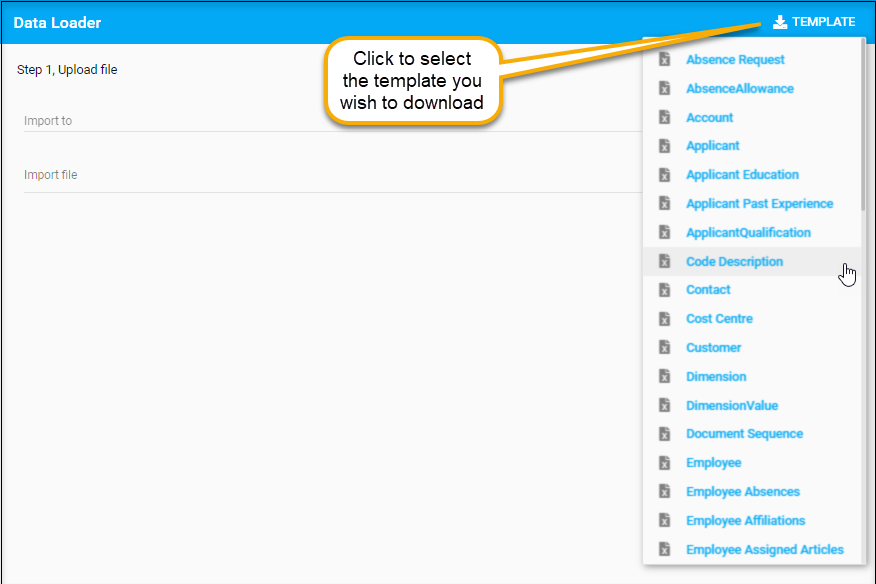 Data Loader
TEMPLATE
Click to select
the template you
wish to download
Step 1, Upload file
Import to
Import file
Absence Request
AbsenceAllowance
Account
Applicant
Applicant Education
Applicant Past Experience
ApplicantQualification
Code Description
Contact
Cost Centre
Customer
Dimension
DimensionValue
Document Sequence
Employee
Employee Absences
Employee Affiliations
Employee Assigned Articles